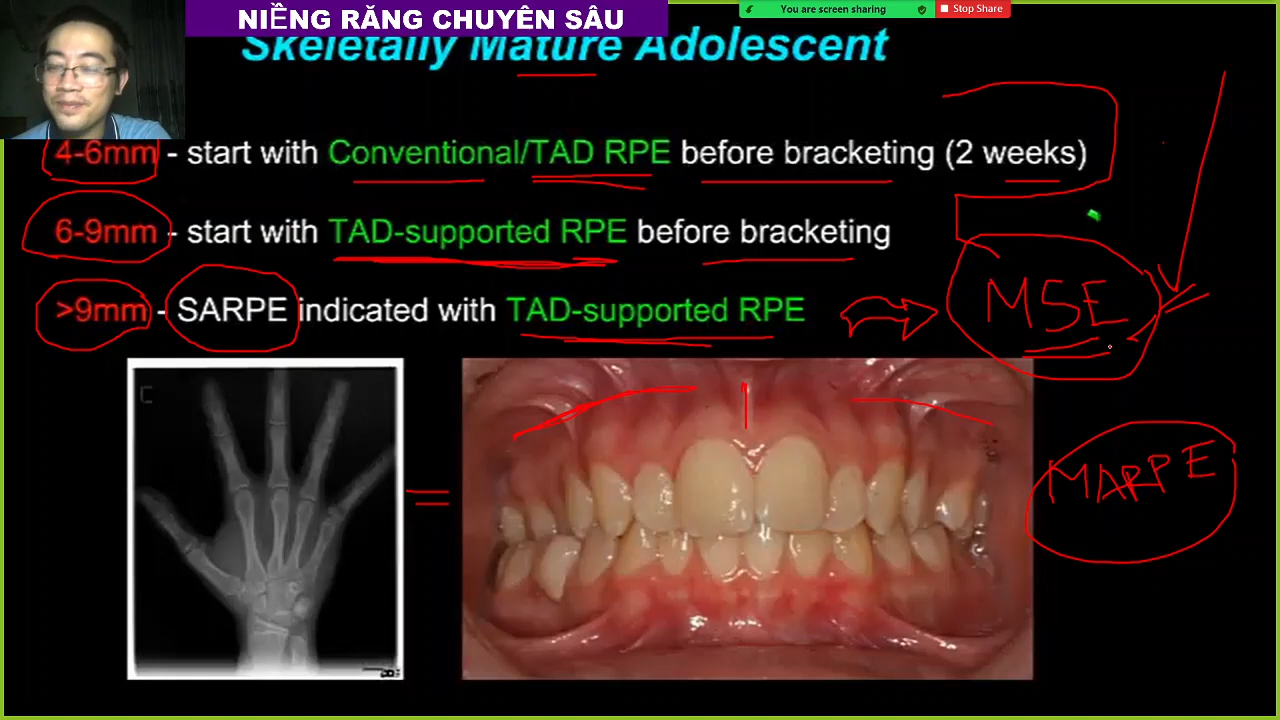 NIỀNG RĂNG CHUYÊN SÂU
You are screen sharing
Stop Share
Skeletally Mature Adolescent
4-6mm - start with Conventional/TAD RPE before bracketing (2 weeks)
6-9mm - start with TAD-supported RPE before bracketing
>9mm - SARPE indicated with TAD-supported RPE
MSE
MARPE